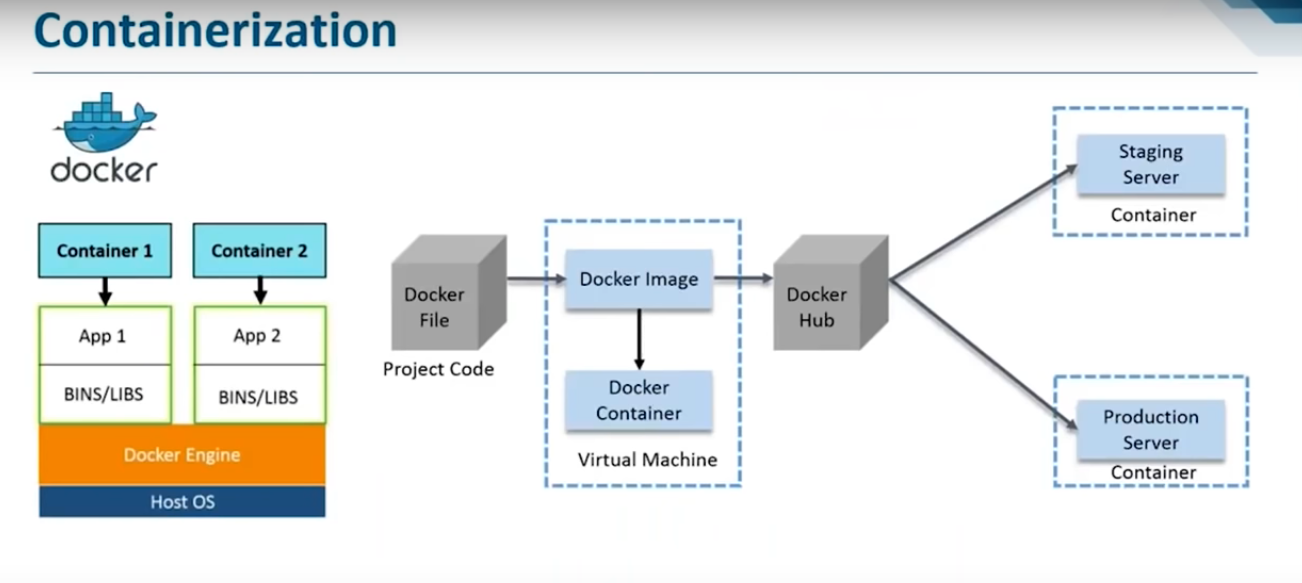 Containerization
docker
Container 1
Container 2
App 1
App 2
BINS/LIBS
BINS/LIBS
Docker Engine
Host OS
Docker
File
Project Code
Docker Image
Docker
Container
Virtual Machine
Docker
Hub
Staging
Server
Container
Production
Server
Container